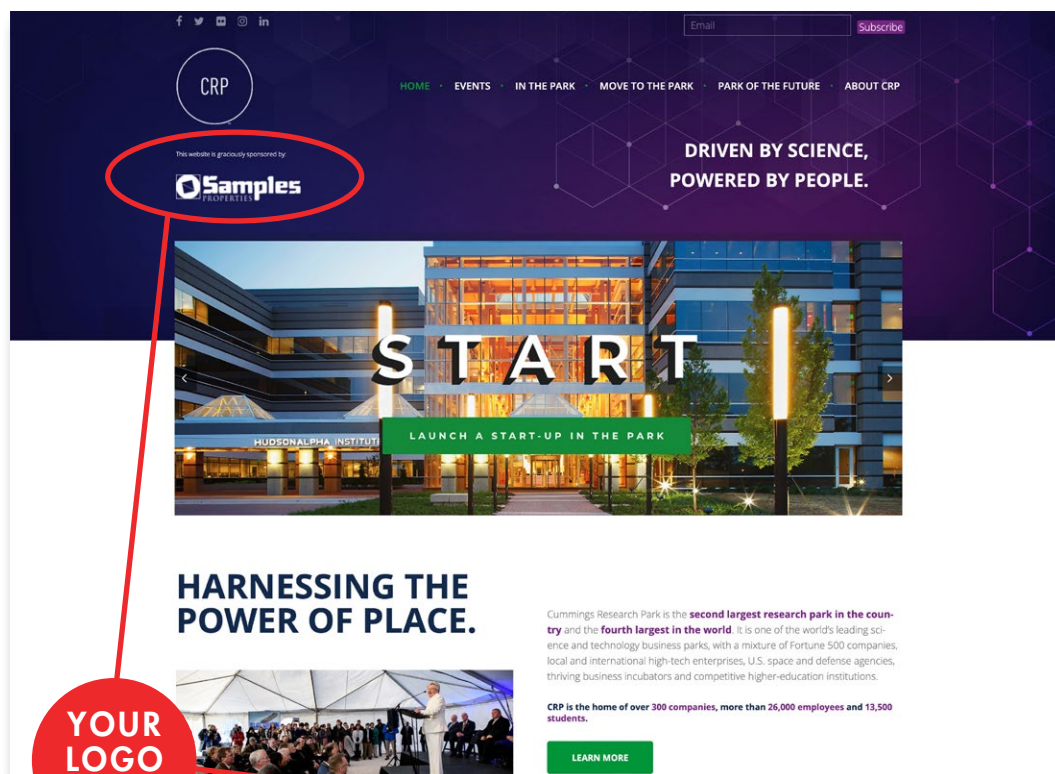 Email
Subscribe
CRP
HOME · EVENTS · IN THE PARK · MOVE TO THE PARK · PARK OF THE FUTURE · ABOUT CRP
This website is graciously sponsored by:
Samples
PROPERTIES
DRIVEN BY SCIENCE,
POWERED BY PEOPLE.
START
LAUNCH A START-UP IN THE PARK
HUDSONALPHA INSTITUT
HARNESSING THE
POWER OF PLACE.
Cummings Research Park is the second largest research park in the coun-
try and the fourth largest in the world. It is one of the world's leading sci-
ence and technology business parks, with a mixture of Fortune 500 companies,
local and international high-tech enterprises, U.S. space and defense agencies,
thriving business incubators and competitive higher-education institutions.
CRP is the home of over 300 companies, more than 26,000 employees and 13,500
students.
LEARN MORE
YOUR
LOGO